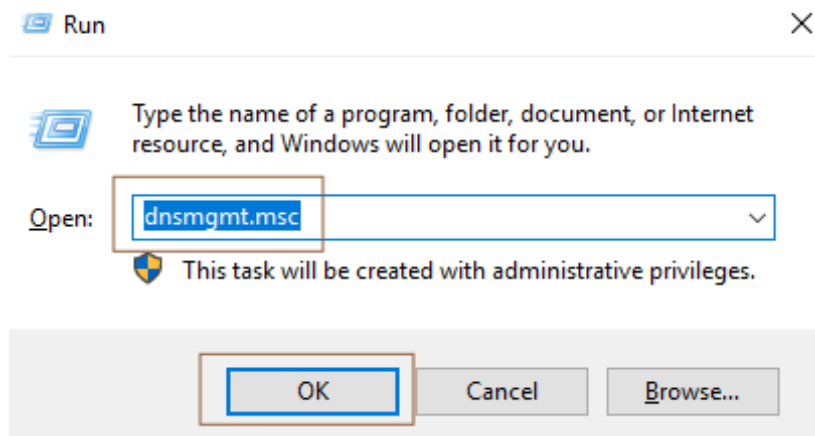 Run
Type the name of a program, folder, document, or Internet
resource, and Windows will open it for you.
Open: dnsmgmt.msc
This task will be created with administrative privileges.
OK Cancel Browse...